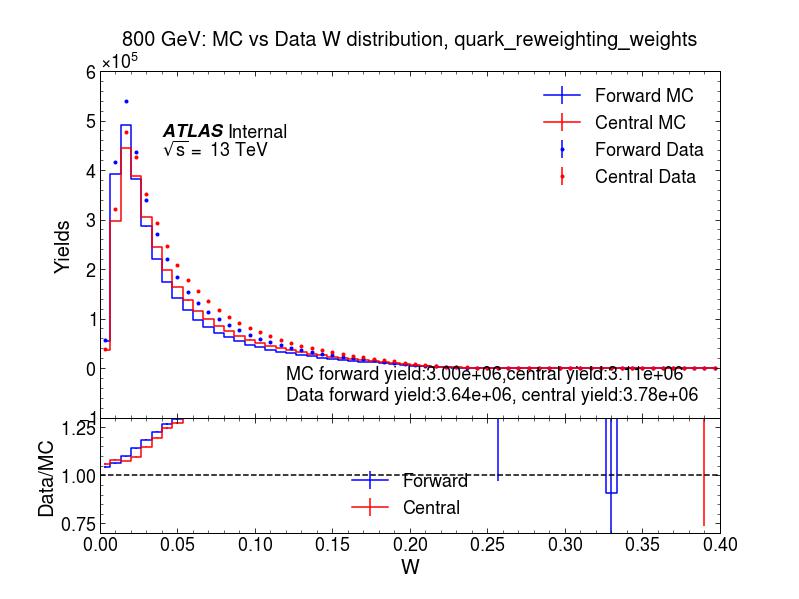 800 GeV: MC vs Data W distribution, quark_reweighting_weights
×10⁵
6
5
4
3
2
1
0
1
Yields
ATLAS Internal
√s = 13 TeV
Forward MC
Central MC
Forward Data
Central Data
MC forward yield:3.00e+06,central yield:3.11e+06
Data forward yield:3.64e+06, central yield:3.78e+06
1.25
1.00
0.75
Data/MC
Forward
Central
0.00 0.05 0.10 0.15 0.20 0.25 0.30 0.35 0.40
W